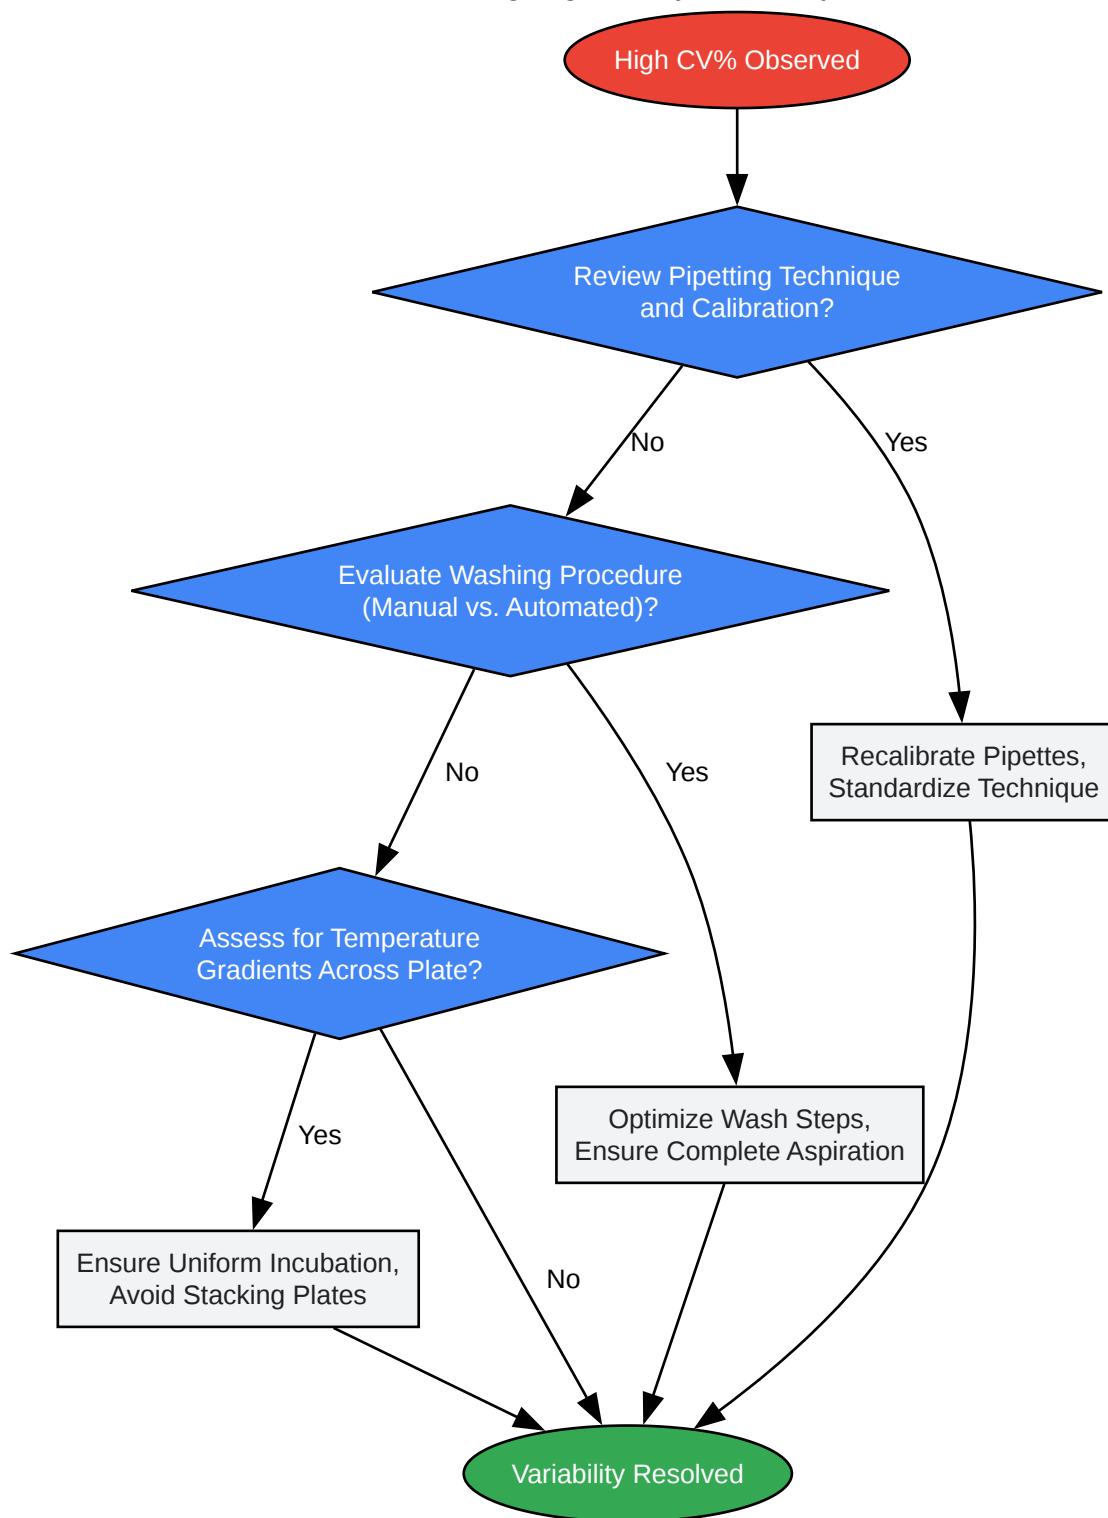 High CV% Observed
Review Pipetting Technique
and Calibration?
No
Yes
Evaluate Washing Procedure
(Manual vs. Automated)?
No
Yes
Recalibrate Pipettes,
Standardize Technique
Assess for Temperature
Gradients Across Plate?
Yes
No
Optimize Wash Steps,
Ensure Complete Aspiration
Ensure Uniform Incubation,
Avoid Stacking Plates
Variability Resolved